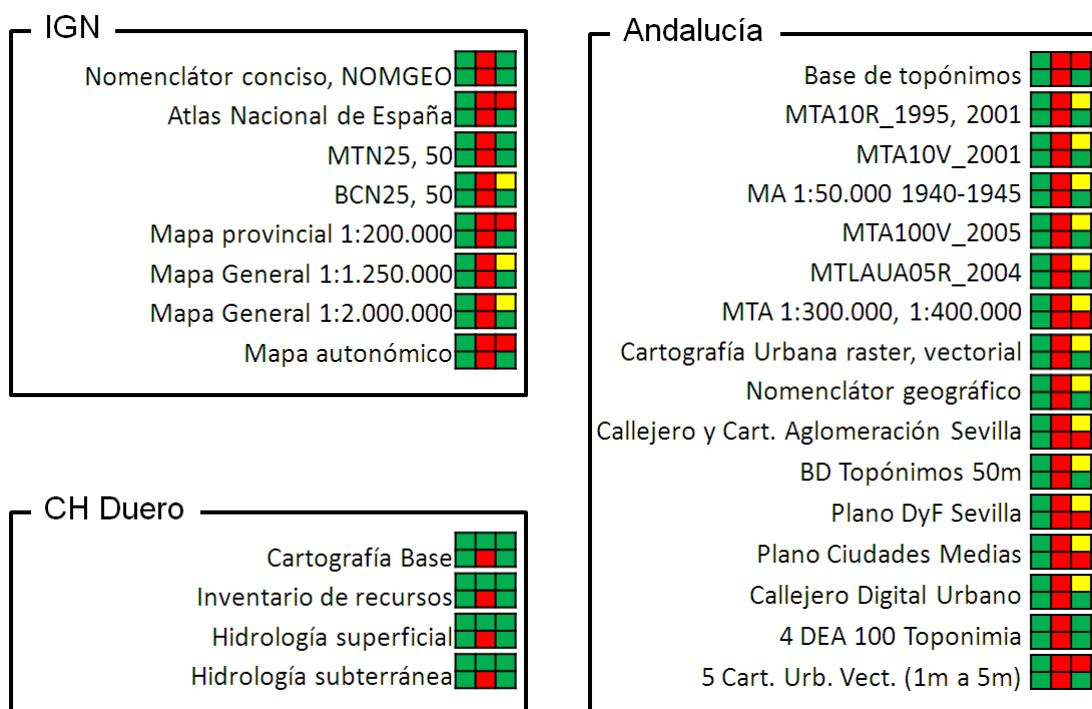 IGN
Nomenclátor conciso, NOMGEO
Atlas Nacional de España
MTN25, 50
BCN25, 50
Mapa provincial 1:200.000
Mapa General 1:1.250.000
Mapa General 1:2.000.000
Mapa autonómico
CH Duero
Cartografía Base
Inventario de recursos
Hidrología superficial
Hidrología subterránea
Andalucía
Base de topónimos
MTA10R_1995, 2001
MTA10V_2001
MA 1:50.000 1940-1945
MTA100V_2005
MTLAUA05R_2004
MTA 1:300.000, 1:400.000
Cartografía Urbana raster, vectorial
Nomenclátor geográfico
Callejero y Cart. Aglomeración Sevilla
BD Topónimos 50m
Plano DyF Sevilla
Plano Ciudades Medias
Callejero Digital Urbano
4 DEA 100 Toponimia
5 Cart. Urb. Vect. (1m a 5m)